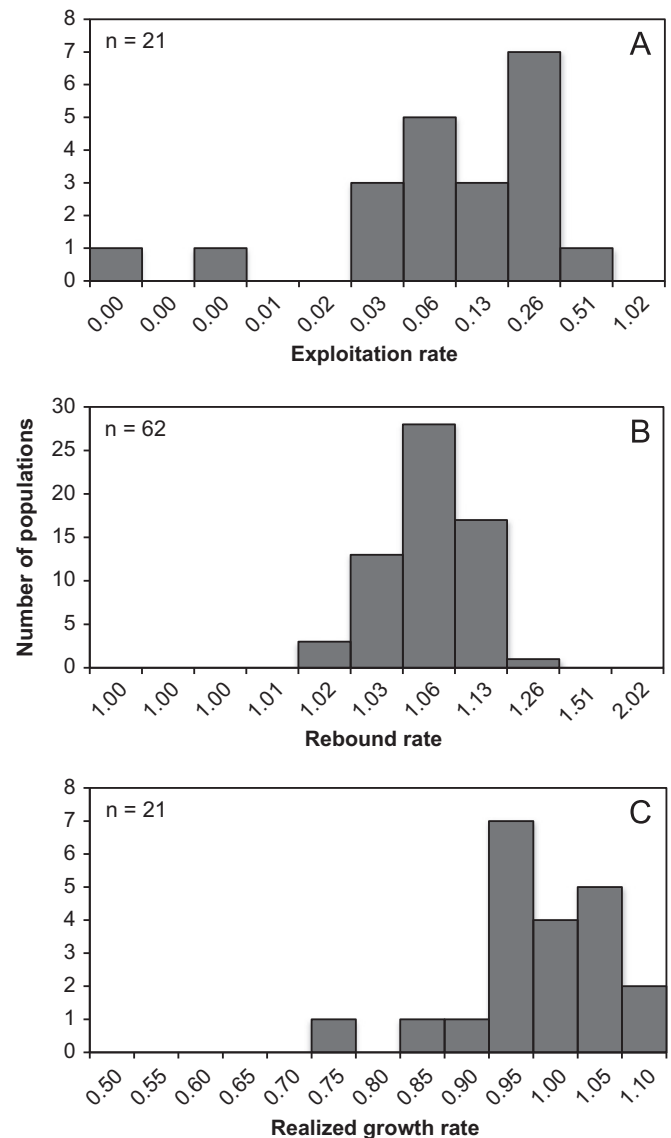 8
n = 21
A
7
6
5
4
3
2
1
0
0.00 0.00 0.00 0.01 0.02 0.03 0.06 0.13 0.26 0.51 1.02
Exploitation rate
Number of populations
30
n = 62
B
25
20
15
10
5
0
1.00 1.00 1.00 1.01 1.02 1.03 1.06 1.13 1.26 1.51 2.02
Rebound rate
8
n = 21
C
7
6
5
4
3
2
1
0
0.50 0.55 0.60 0.65 0.70 0.75 0.80 0.85 0.90 0.95 1.00 1.05 1.10
Realized growth rate